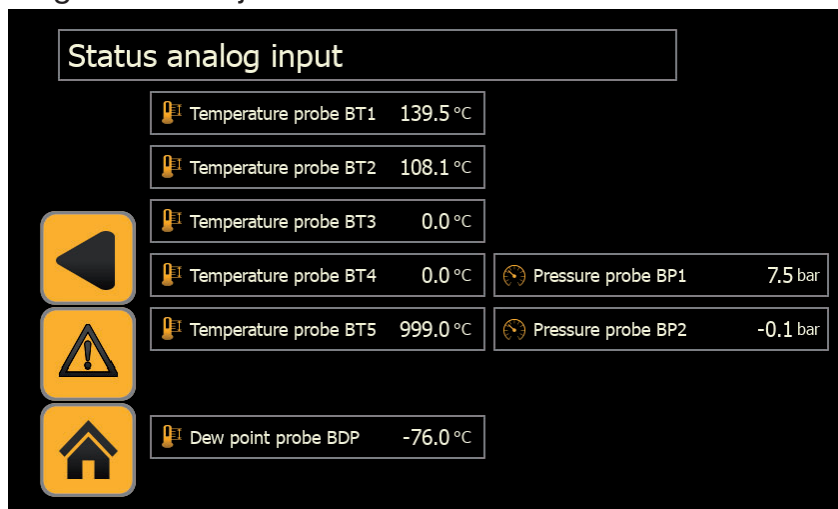 Status analog input
Temperature probe BT1 139.5 °C
Temperature probe BT2 108.1 °C
Temperature probe BT3 0.0 °C
Temperature probe BT4 0.0 °C Pressure probe BP1 7.5 bar
Temperature probe BT5 999.0 °C Pressure probe BP2 -0.1 bar
Dew point probe BDP -76.0 °C